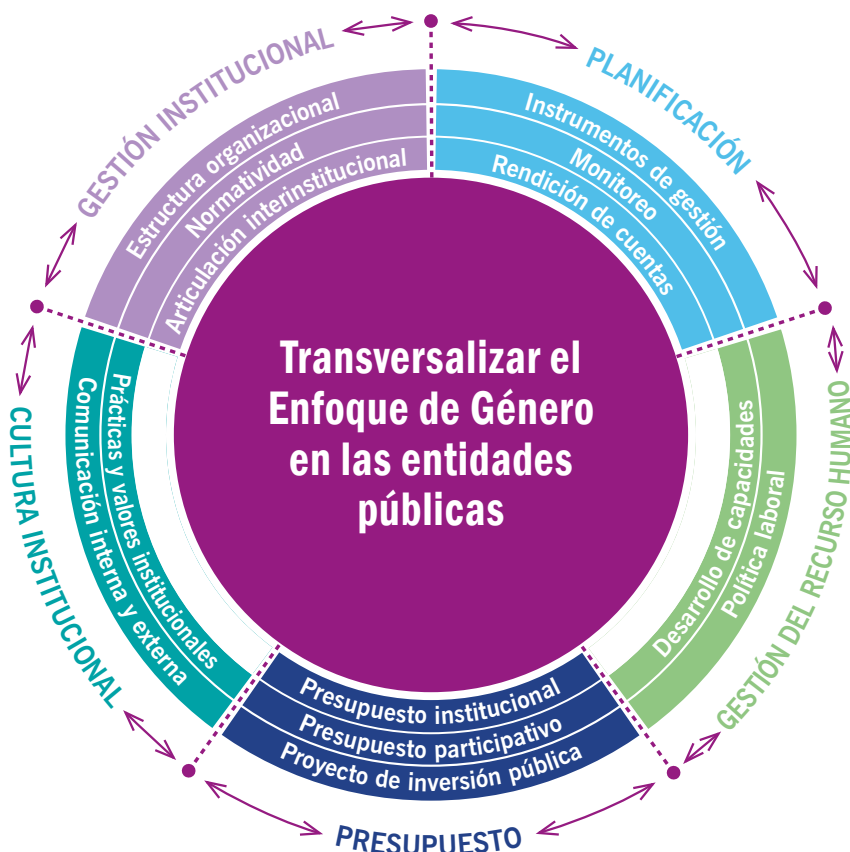 Transversalizar el
Enfoque de Género
en las entidades
públicas
GESTIÓN INSTITUCIONAL
Estructura organizacional
Normatividad
Articulación interinstitucional
PLANIFICACIÓN
Instrumentos de gestión
Monitoreo
Rendición de cuentas
GESTIÓN DEL RECURSO HUMANO
Desarrollo de capacidades
Política laboral
PRESUPUESTO
Presupuesto institucional
Presupuesto participativo
Proyecto de inversión pública
CULTURA INSTITUCIONAL
Prácticas y valores institucionales
Comunicación interna y externa